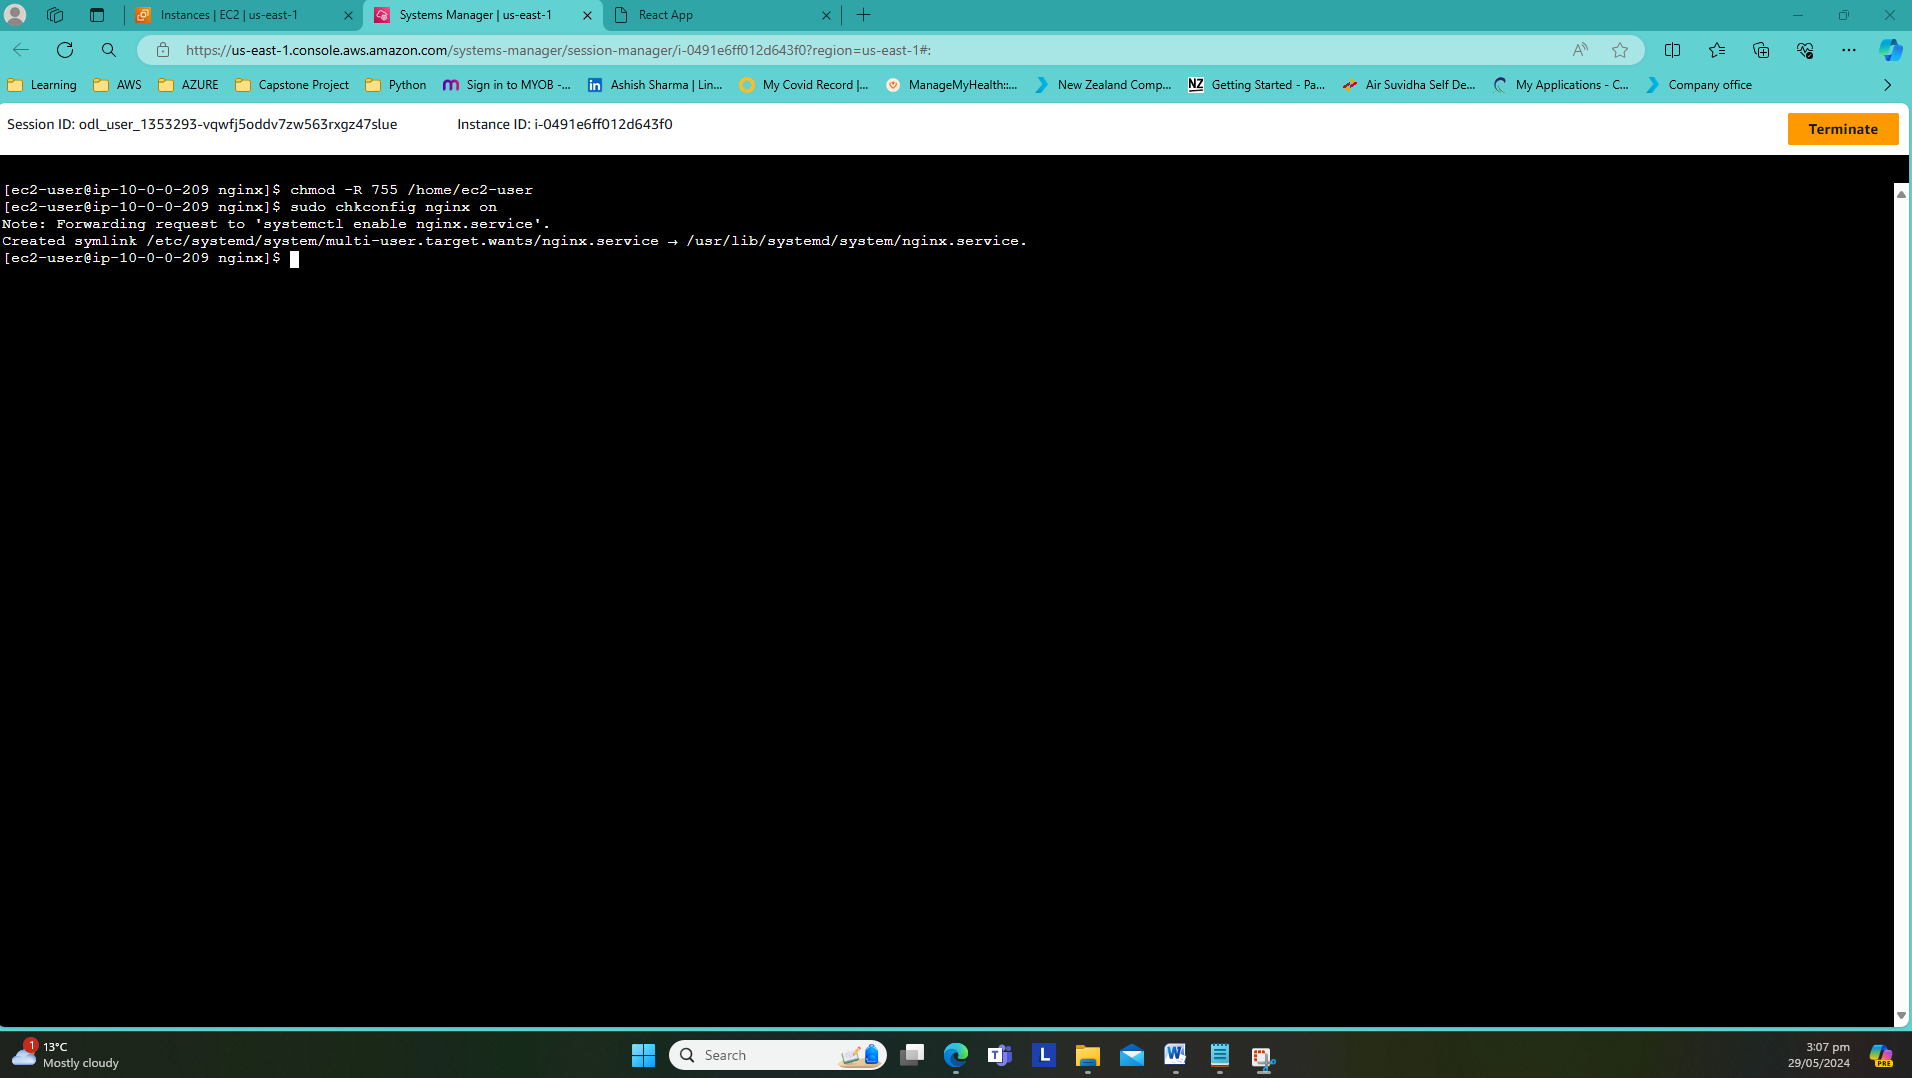 Instances | EC2 | us-east-1
Systems Manager | us-east-1
React App
https://us-east-1.console.aws.amazon.com/systems-manager/session-manager/i-0491e6ff012d643f0?region=us-east-1#:
Learning
AWS
AZURE
Capstone Project
Python
Sign in to MYOB -...
Ashish Sharma | Lin...
My Covid Record |...
ManageMyHealth::...
New Zealand Comp...
Getting Started - Pa...
Air Suvidha Self De...
My Applications - C...
Company office
Session ID: odl_user_1353293-vqwfj5oddv7zw563rxgz47slue
Instance ID: i-0491e6ff012d643f0
Terminate
[ec2-user@ip-10-0-0-209 nginx]$ chmod -R 755 /home/ec2-user
[ec2-user@ip-10-0-0-209 nginx]$ sudo chkconfig nginx on
Note: Forwarding request to 'systemctl enable nginx.service'.
Created symlink /etc/systemd/system/multi-user.target.wants/nginx.service → /usr/lib/systemd/system/nginx.service.
[ec2-user@ip-10-0-0-209 nginx]$
1
13°C
Mostly cloudy
Search
3:07 pm
29/05/2024
PRE